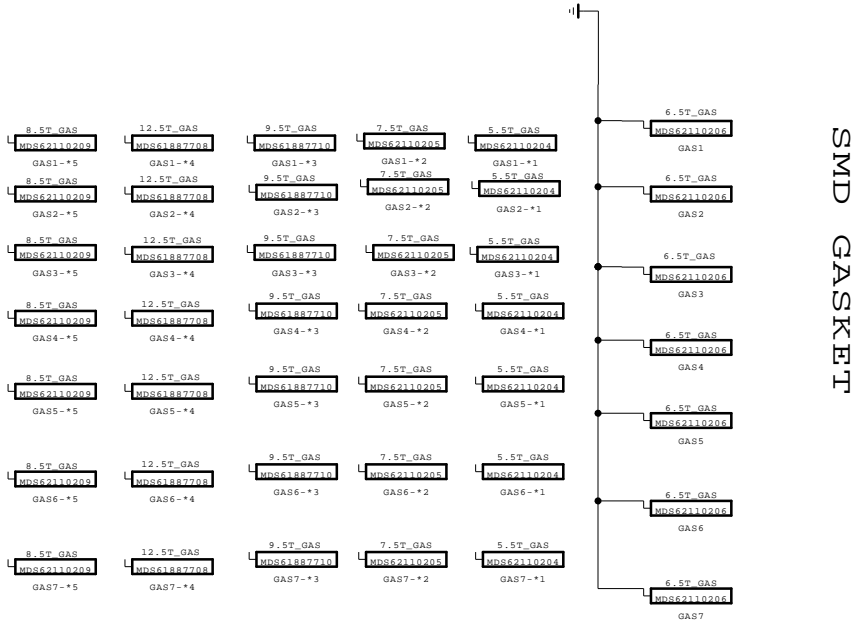 SMD GASKET
8.5T_GAS 12.5T_GAS 9.5T_GAS 7.5T_GAS 5.5T_GAS 6.5T_GAS
MDS62110209 MDS61887708 MDS61887710 MDS62110205 MDS62110204 MDS62110206
GAS1-*5 GAS1-*4 GAS1-*3 GAS1-*2 GAS1-*1 GAS1
8.5T_GAS 12.5T_GAS 9.5T_GAS 7.5T_GAS 5.5T_GAS 6.5T_GAS
MDS62110209 MDS61887708 MDS61887710 MDS62110205 MDS62110204 MDS62110206
GAS2-*5 GAS2-*4 GAS2-*3 GAS2-*2 GAS2-*1 GAS2
8.5T_GAS 12.5T_GAS 9.5T_GAS 7.5T_GAS 5.5T_GAS 6.5T_GAS
MDS62110209 MDS61887708 MDS61887710 MDS62110205 MDS62110204 MDS62110206
GAS3-*5 GAS3-*4 GAS3-*3 GAS3-*2 GAS3-*1 GAS3
8.5T_GAS 12.5T_GAS 9.5T_GAS 7.5T_GAS 5.5T_GAS 6.5T_GAS
MDS62110209 MDS61887708 MDS61887710 MDS62110205 MDS62110204 MDS62110206
GAS4-*5 GAS4-*4 GAS4-*3 GAS4-*2 GAS4-*1 GAS4
8.5T_GAS 12.5T_GAS 9.5T_GAS 7.5T_GAS 5.5T_GAS 6.5T_GAS
MDS62110209 MDS61887708 MDS61887710 MDS62110205 MDS62110204 MDS62110206
GAS5-*5 GAS5-*4 GAS5-*3 GAS5-*2 GAS5-*1 GAS5
8.5T_GAS 12.5T_GAS 9.5T_GAS 7.5T_GAS 5.5T_GAS 6.5T_GAS
MDS62110209 MDS61887708 MDS61887710 MDS62110205 MDS62110204 MDS62110206
GAS6-*5 GAS6-*4 GAS6-*3 GAS6-*2 GAS6-*1 GAS6
8.5T_GAS 12.5T_GAS 9.5T_GAS 7.5T_GAS 5.5T_GAS 6.5T_GAS
MDS62110209 MDS61887708 MDS61887710 MDS62110205 MDS62110204 MDS62110206
GAS7-*5 GAS7-*4 GAS7-*3 GAS7-*2 GAS7-*1 GAS7